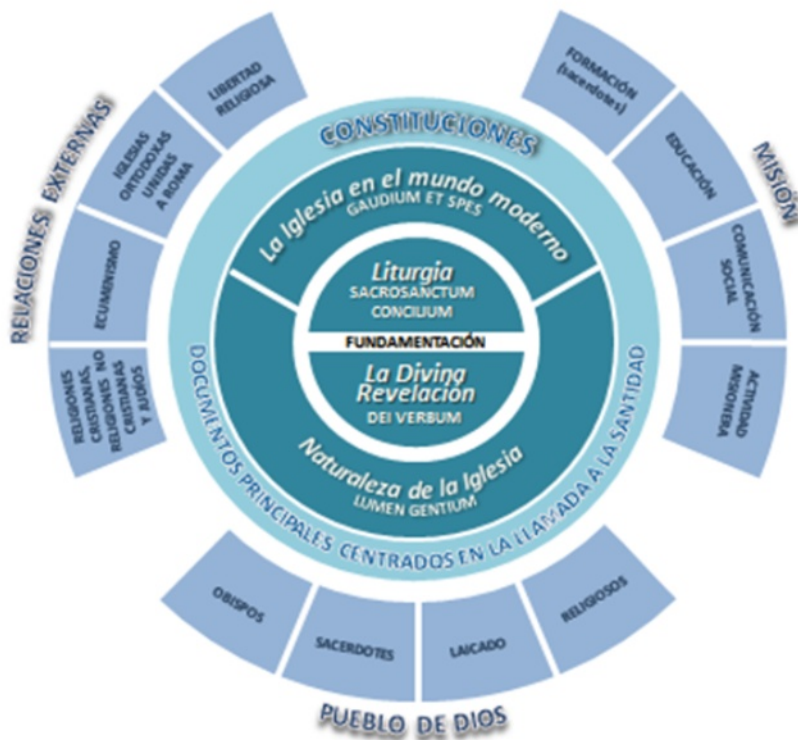 RELACIONES EXTERNAS
LIBERTAD
RELIGIOSA
IGLESIAS
ORTODOXAS
UNIDAS
A ROMA
ECUMENISMO
RELIGIONES
CRISTIANAS,
RELIGIONES NO
CRISTIANAS
Y JUDÍOS
MISIÓN
FORMACIÓN
(sacerdotes)
EDUCACIÓN
COMUNICACIÓN
SOCIAL
ACTIVIDAD
MISIONERA
CONSTITUCIONES
La Iglesia en el mundo moderno
GAUDIUM ET SPES
Liturgia
SACROSANCTUM
CONCILIUM
FUNDAMENTACIÓN
La Divina
Revelación
DEI VERBUM
Naturaleza de la Iglesia
LUMEN GENTIUM
DOCUMENTOS PRINCIPALES CENTRADOS EN LA LLAMADA A LA SANTIDAD
OBISPOS
SACERDOTES
LAICADO
RELIGIOSOS
PUEBLO DE DIOS